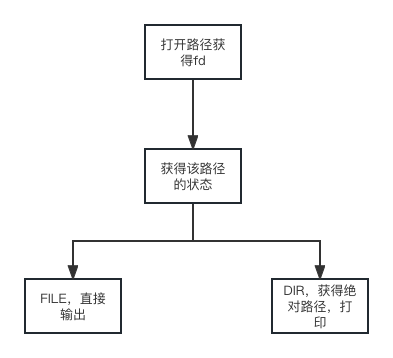 打开路径获
得fd
获得该路径
的状态
FILE，直接
输出
DIR，获得绝
对路径，打
印